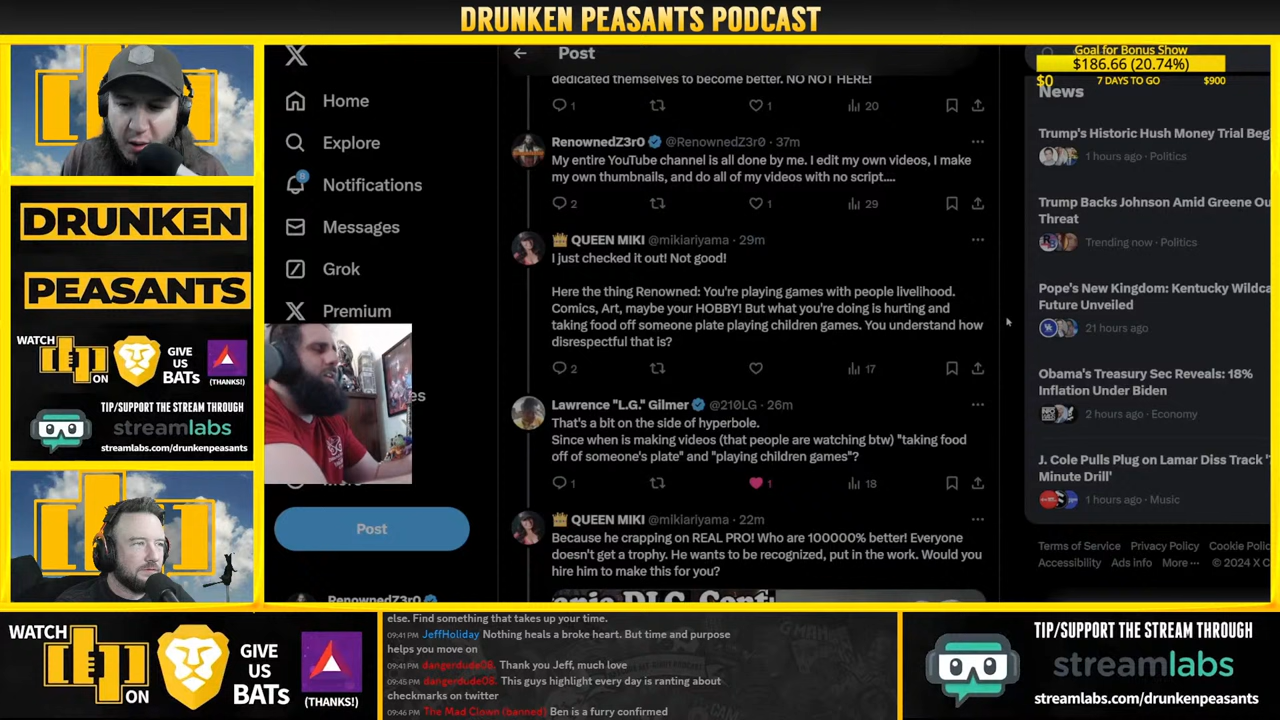 DRUNKEN PEASANTS PODCAST
DRUNKEN
PEASANTS
WATCH
ON
GIVE
US
BATs
(THANKS!)
TIP/SUPPORT THE STREAM THROUGH
streamlabs
streamlabs.com/drunkenpeasants
X
Home
Explore
8
Notifications
Messages
Grok
Premium
es
Post
RenownedZ3r0
← Post
dedicated themselves to become better. NO NOT HERE!
1 1 20
RenownedZ3r0 @RenownedZ3r0 · 37m ...
My entire YouTube channel is all done by me. I edit my own videos, I make
my own thumbnails, and do all of my videos with no script....
2 1 29
👑 QUEEN MIKI @mikiariyama · 29m ...
I just checked it out! Not good!
Here the thing Renowned: You're playing games with people livelihood.
Comics, Art, maybe your HOBBY! But what you're doing is hurting and
taking food off someone plate playing children games. You understand how
disrespectful that is?
2 17
Lawrence "L.G." Gilmer @210LG · 26m ...
That's a bit on the side of hyperbole.
Since when is making videos (that people are watching btw) "taking food
off of someone's plate" and "playing children games"?
1 1 18
👑 QUEEN MIKI @mikiariyama · 22m ...
Because he crapping on REAL PRO! Who are 100000% better! Everyone
doesn't get a trophy. He wants to be recognized, put in the work. Would you
hire him to make this for you?
Goal for Bonus Show
$186.66 (20.74%)
$0 7 DAYS TO GO $900
News
Trump's Historic Hush Money Trial Beg
1 hours ago · Politics
Trump Backs Johnson Amid Greene Ou
Threat
Trending now · Politics
Pope's New Kingdom: Kentucky Wildca
Future Unveiled
21 hours ago
Obama's Treasury Sec Reveals: 18%
Inflation Under Biden
2 hours ago · Economy
J. Cole Pulls Plug on Lamar Diss Track '7
Minute Drill'
1 hours ago · Music
Terms of Service Privacy Policy Cookie Polic
Accessibility Ads info More ··· © 2024 X C
WATCH
ON
GIVE
US
BATs
(THANKS!)
else. Find something that takes up your time.
09:41 PM JeffHoliday Nothing heals a broke heart. But time and purpose
helps you move on
09:41 PM dangerdude08. Thank you Jeff, much love
09:45 PM dangerdude08. This guys highlight every day is ranting about
checkmarks on twitter
09:46 PM The Mad Clown (banned) Ben is a furry confirmed
TIP/SUPPORT THE STREAM THROUGH
streamlabs
streamlabs.com/drunkenpeasants